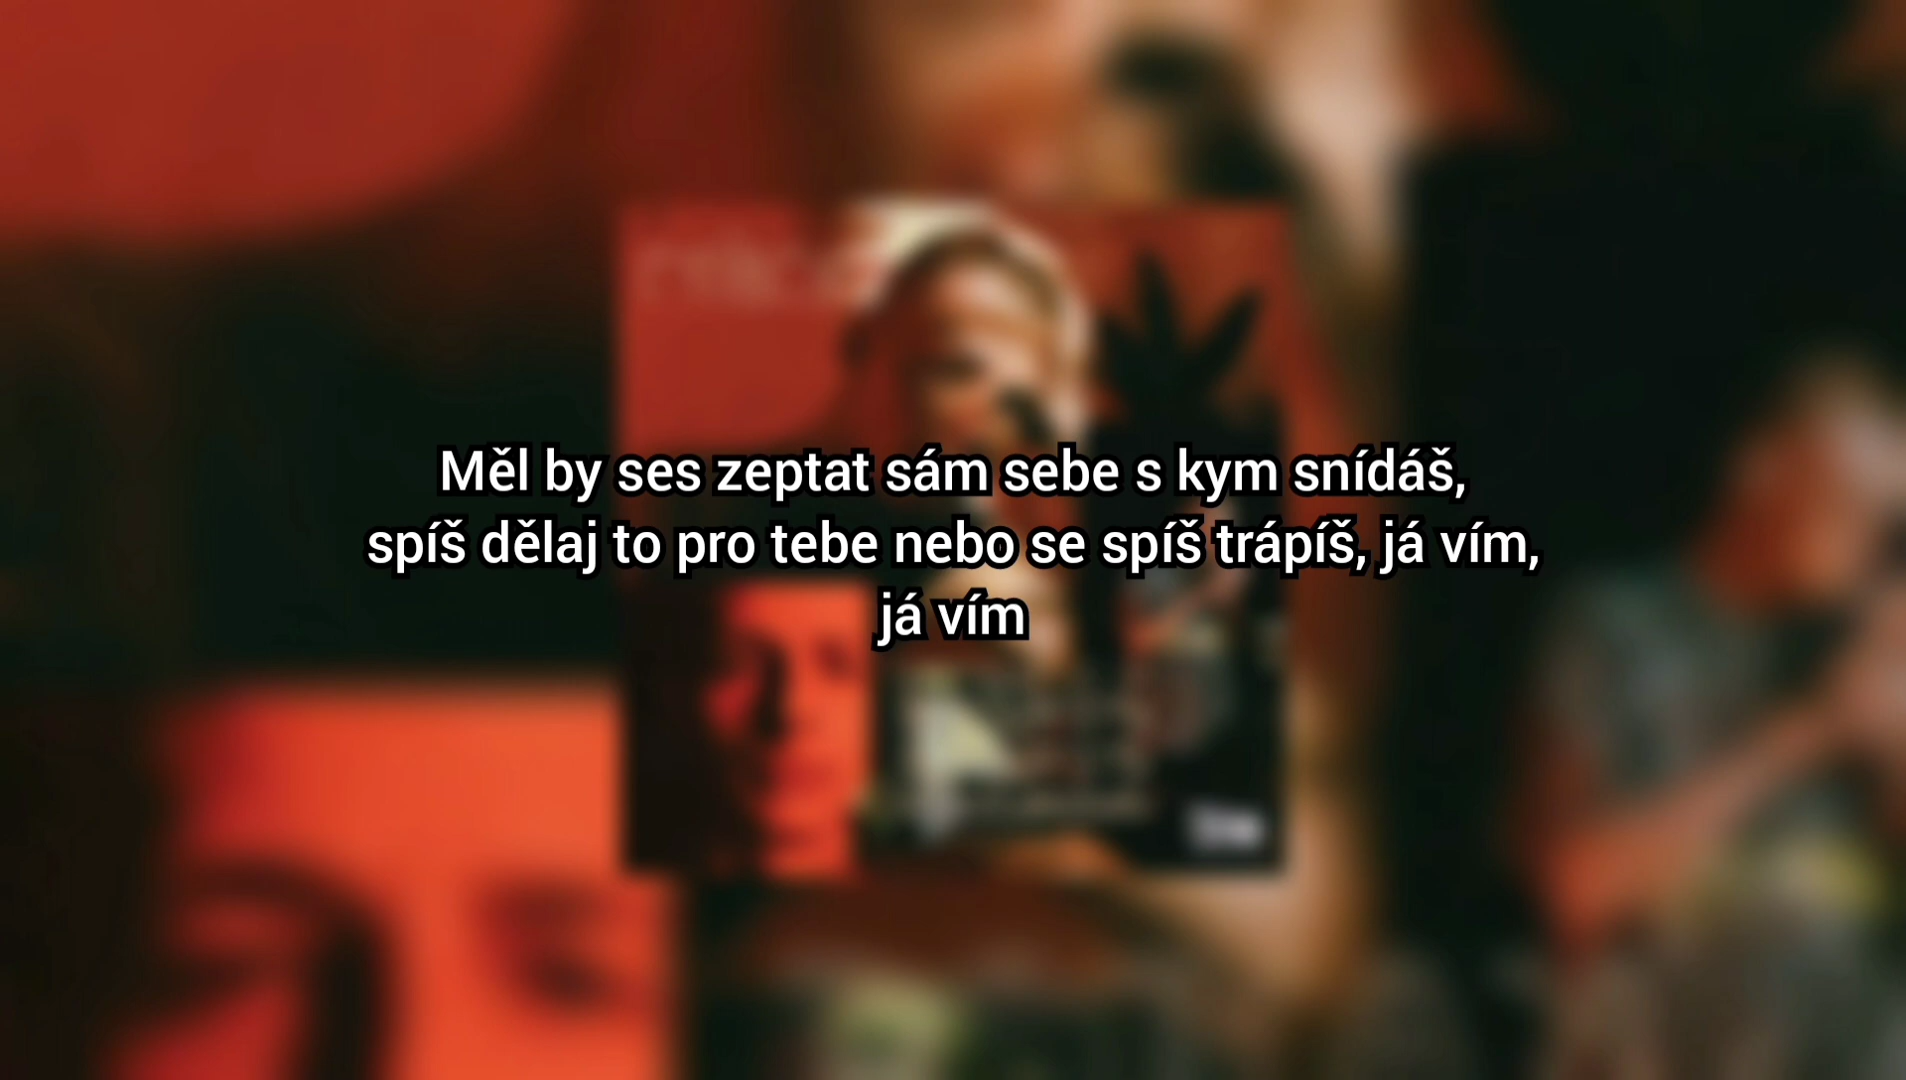 Měl by ses zeptat sám sebe s kym snídáš,
spíš dělaj to pro tebe nebo se spíš trápíš, já vím,
já vím